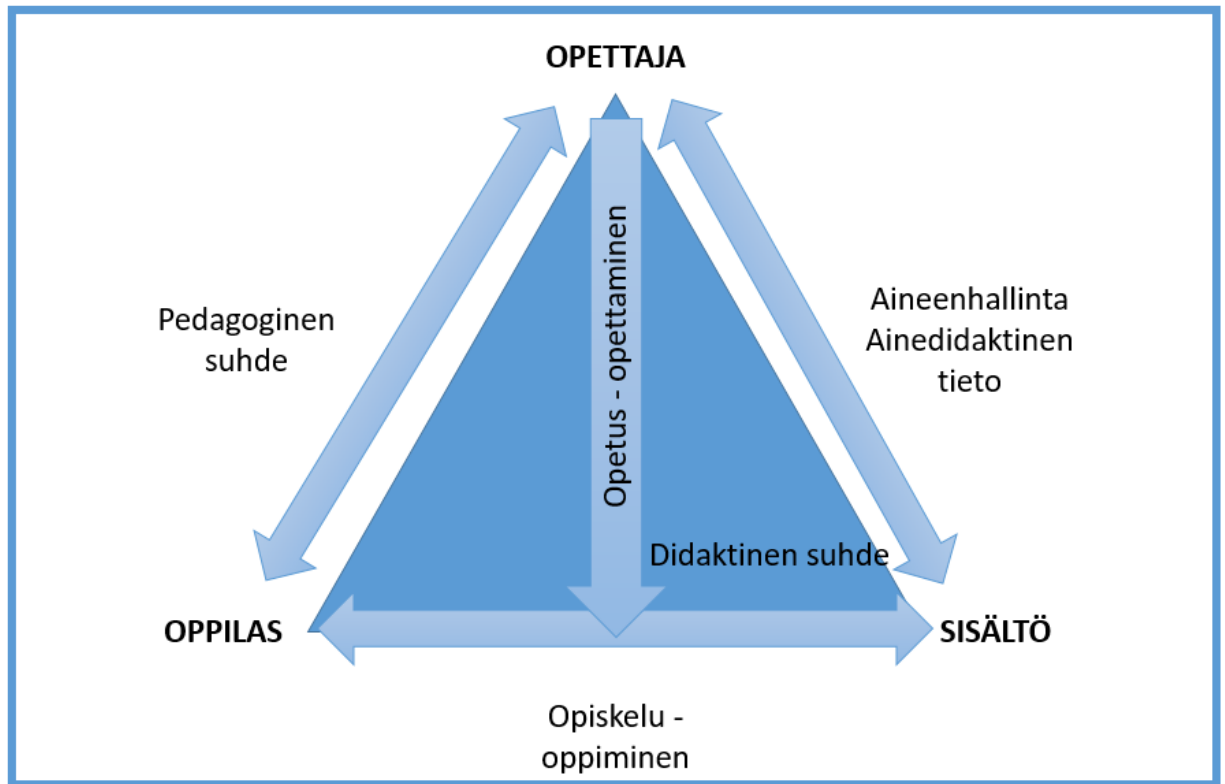 OPETTAJA
Pedagoginen
suhde
Opetus - opettaminen
Aineenhallinta
Ainedidaktinen
tieto
Didaktinen suhde
OPPILAS
SISÄLTÖ
Opiskelu -
oppiminen